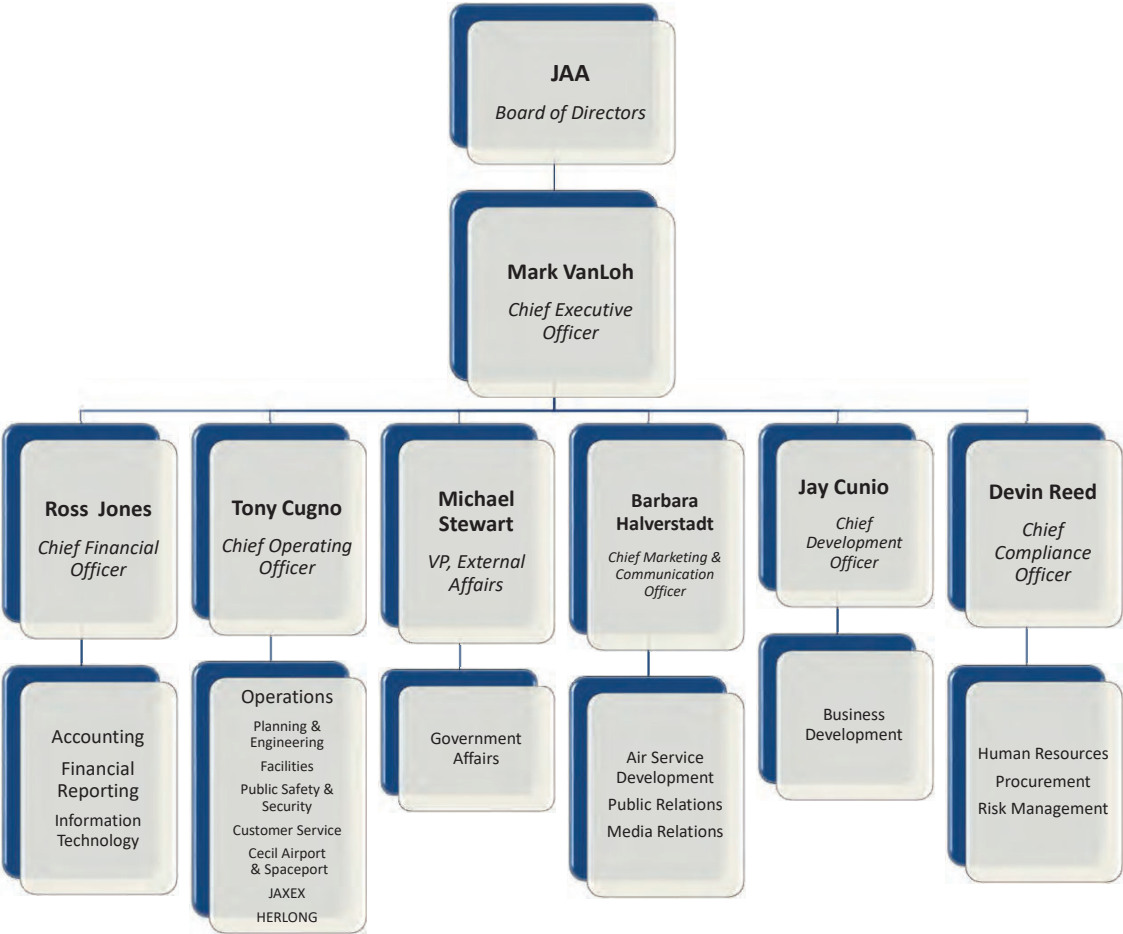 JAA
Board of Directors
Mark VanLoh
Chief Executive
Officer
Ross Jones
Chief Financial
Officer
Tony Cugno
Chief Operating
Officer
Michael
Stewart
VP, External
Affairs
Barbara
Halverstadt
Chief Marketing &
Communication
Officer
Jay Cunio
Chief
Development
Officer
Devin Reed
Chief
Compliance
Officer
Accounting
Financial
Reporting
Information
Technology
Operations
Planning &
Engineering
Facilities
Public Safety &
Security
Customer Service
Cecil Airport
& Spaceport
JAXEX
HERLONG
Government
Affairs
Air Service
Development
Public Relations
Media Relations
Business
Development
Human Resources
Procurement
Risk Management